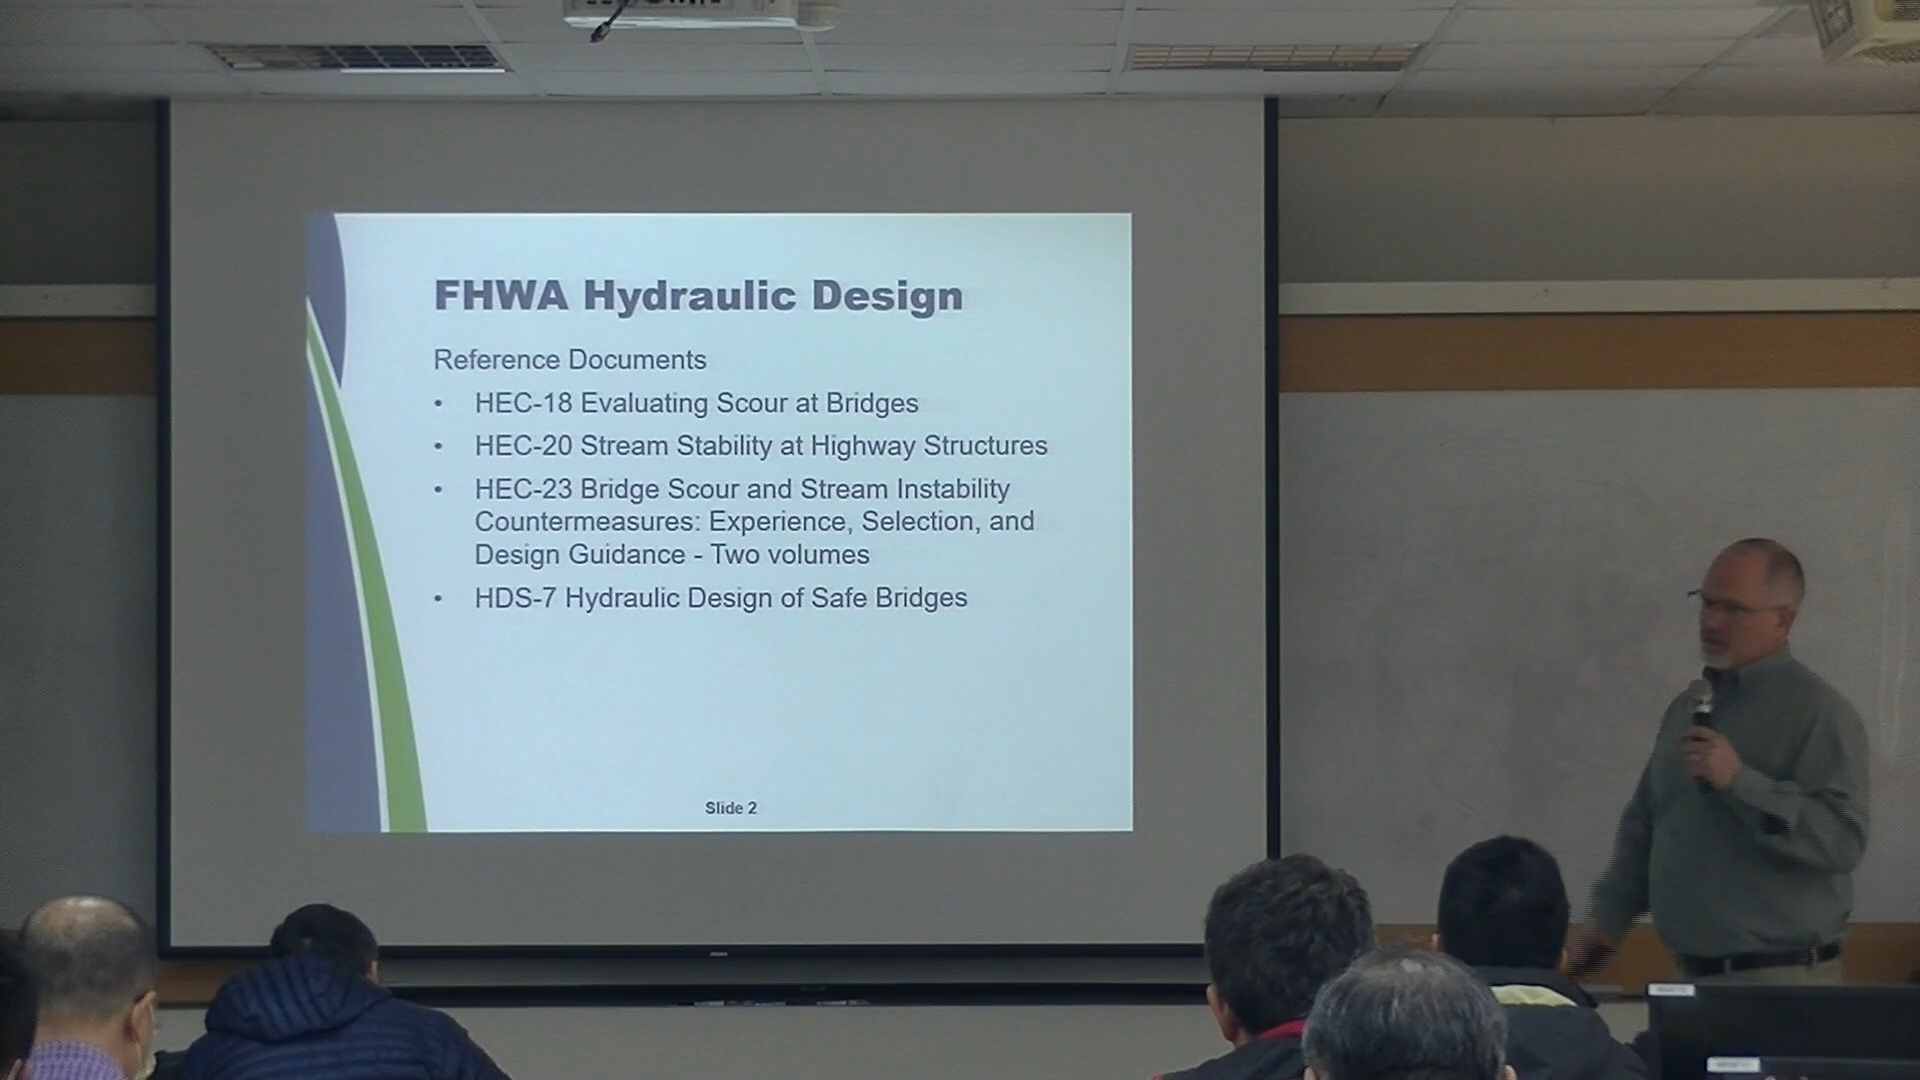 FHWA Hydraulic Design
Reference Documents
• HEC-18 Evaluating Scour at Bridges
• HEC-20 Stream Stability at Highway Structures
• HEC-23 Bridge Scour and Stream Instability
Countermeasures: Experience, Selection, and
Design Guidance - Two volumes
• HDS-7 Hydraulic Design of Safe Bridges
Slide 2